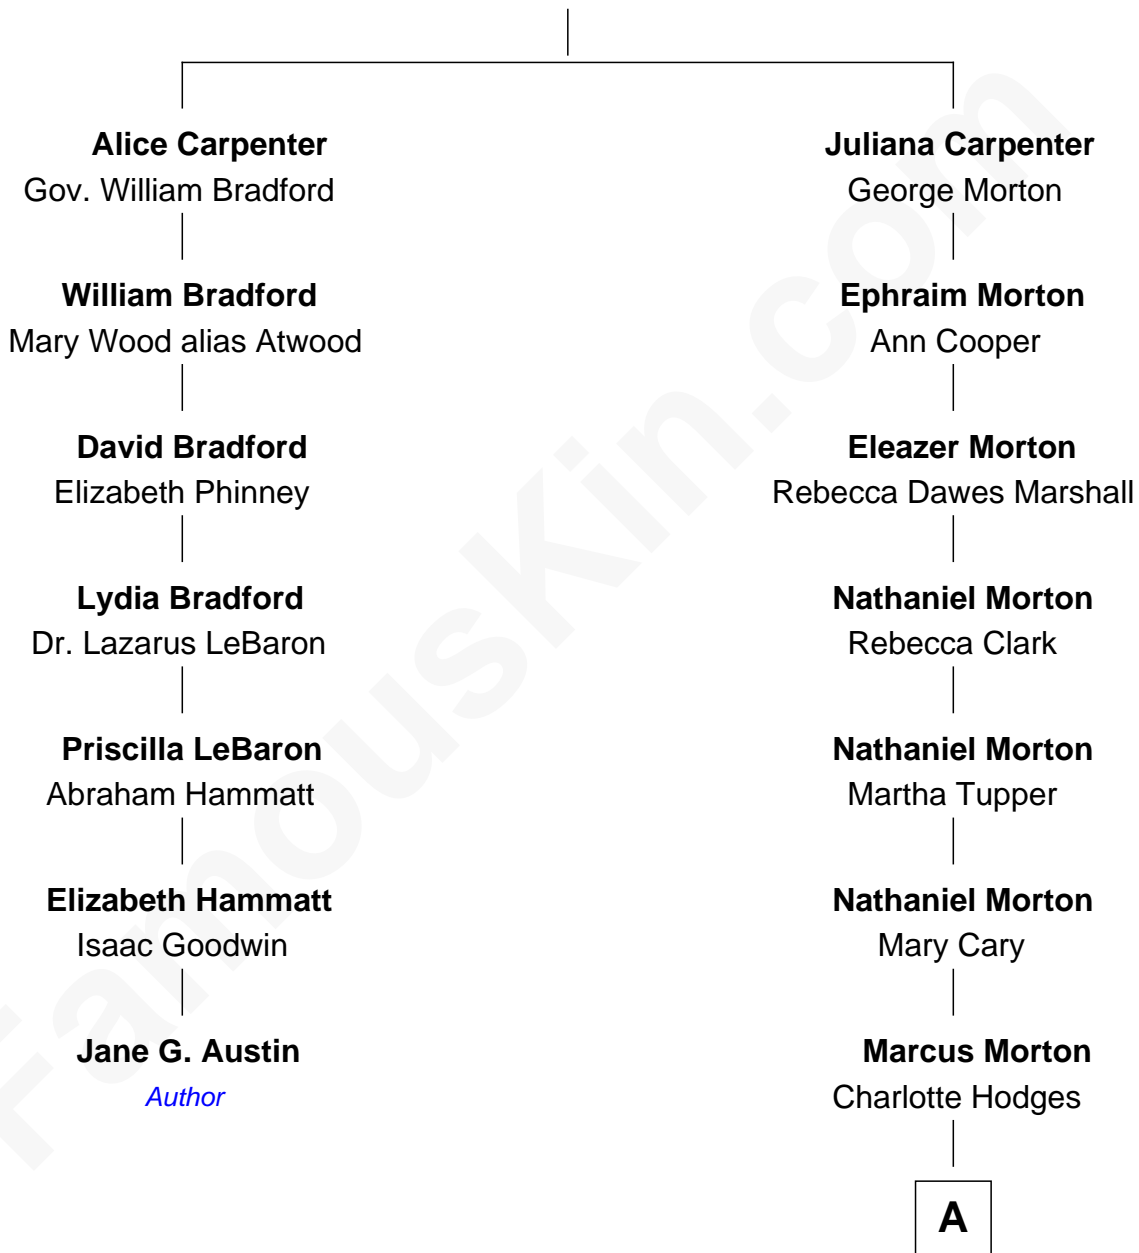 Alice Carpenter
Gov. William Bradford
William Bradford
Mary Wood alias Atwood
David Bradford
Elizabeth Phinney
Lydia Bradford
Dr. Lazarus LeBaron
Priscilla LeBaron
Abraham Hammatt
Elizabeth Hammatt
Isaac Goodwin
Jane G. Austin
Author
Juliana Carpenter
George Morton
Ephraim Morton
Ann Cooper
Eleazer Morton
Rebecca Dawes Marshall
Nathaniel Morton
Rebecca Clark
Nathaniel Morton
Martha Tupper
Nathaniel Morton
Mary Cary
Marcus Morton
Charlotte Hodges
A
FamousKin.com